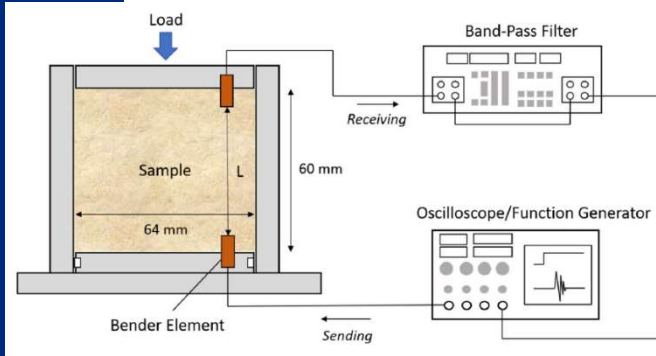 Load
Band-Pass Filter
Receiving
Sample
L
60 mm
64 mm
Oscilloscope/Function Generator
Bender Element
Sending